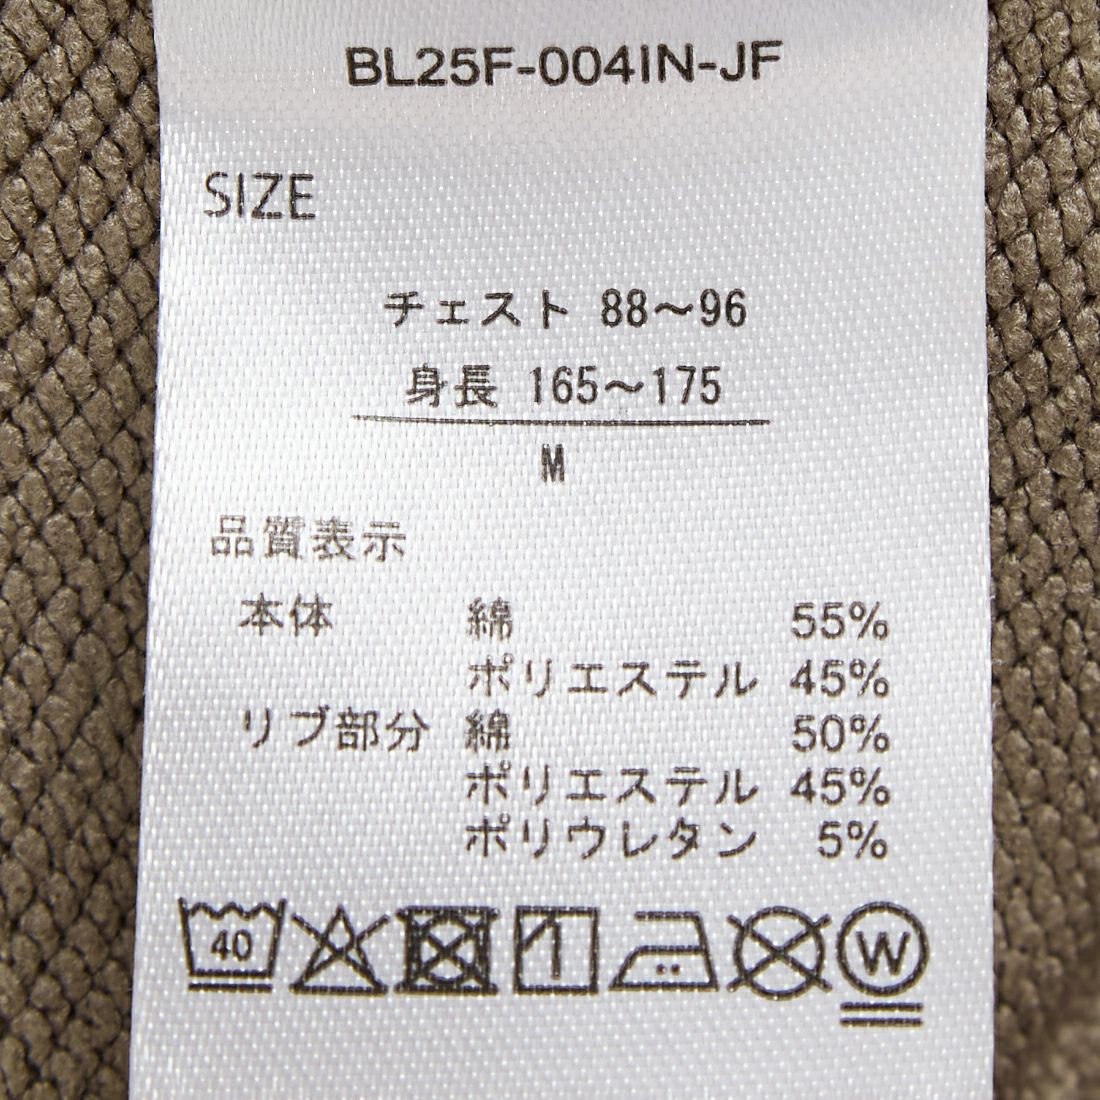 BL25F-004IN-JF
SIZE
チェスト 88～96
身長 165～175
M
品質表示
本体 綿 55%
ポリエステル 45%
リブ部分 綿 50%
ポリエステル 45%
ポリウレタン 5%
40 W